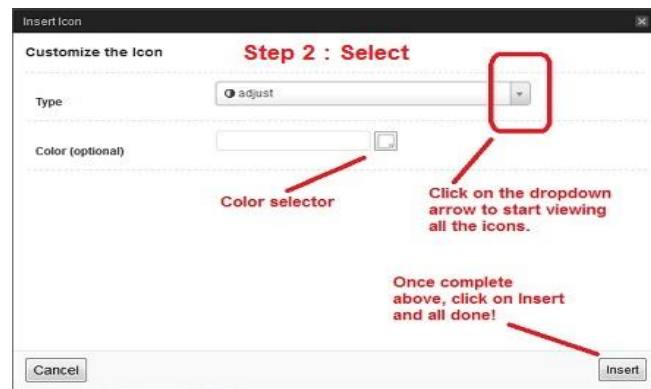 Insert Icon
Customize the Icon
Step 2 : Select
Type
adjust
Color (optional)
Color selector
Click on the dropdown
arrow to start viewing
all the icons.
Once complete
above, click on Insert
and all done!
Cancel
Insert